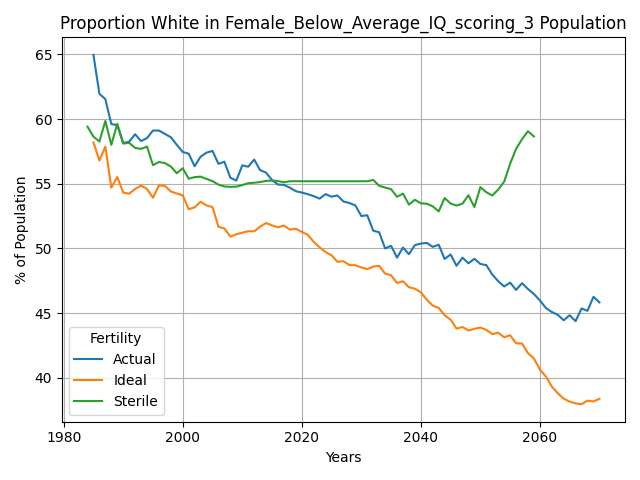 Proportion White in Female_Below_Average_IQ_scoring_3 Population
% of Population
65
60
55
50
45
40
Fertility
Actual
Ideal
Sterile
1980
2000
2020
2040
2060
Years